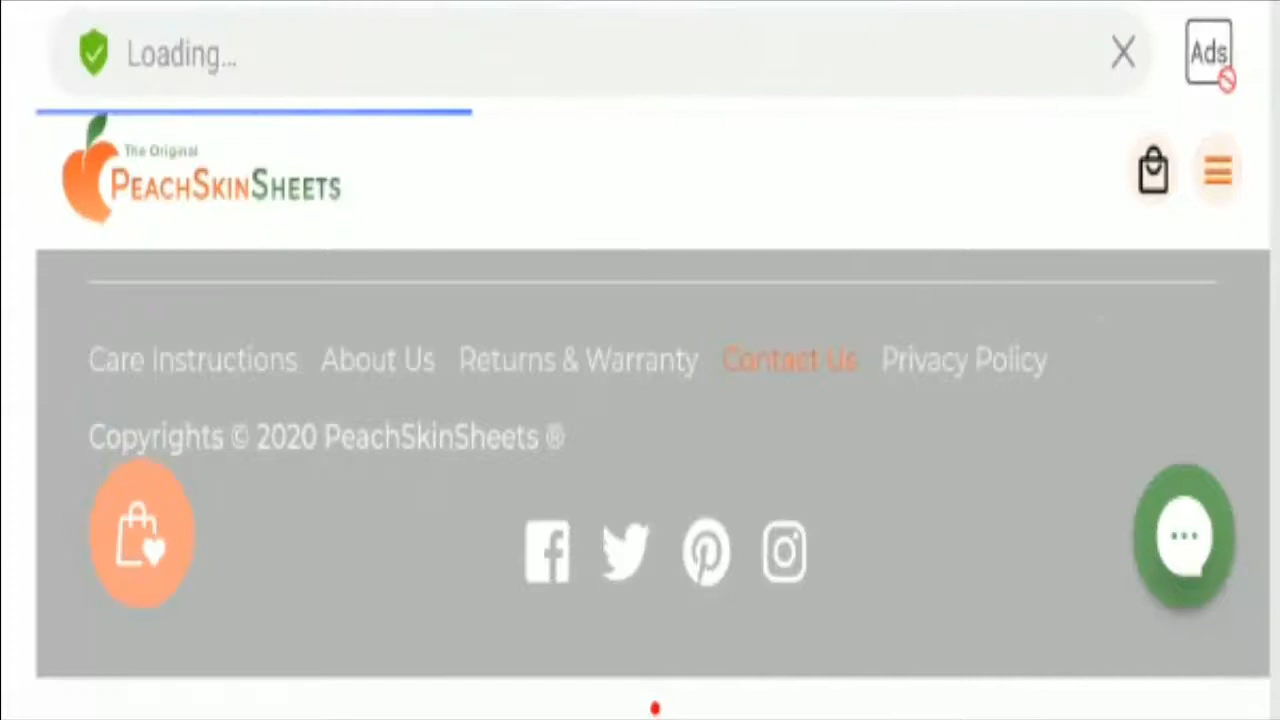 Loading...
Ads
The Original
PEACHSKINSHEETS
Care Instructions About Us Returns & Warranty Contact Us Privacy Policy
Copyrights © 2020 PeachSkinSheets ®